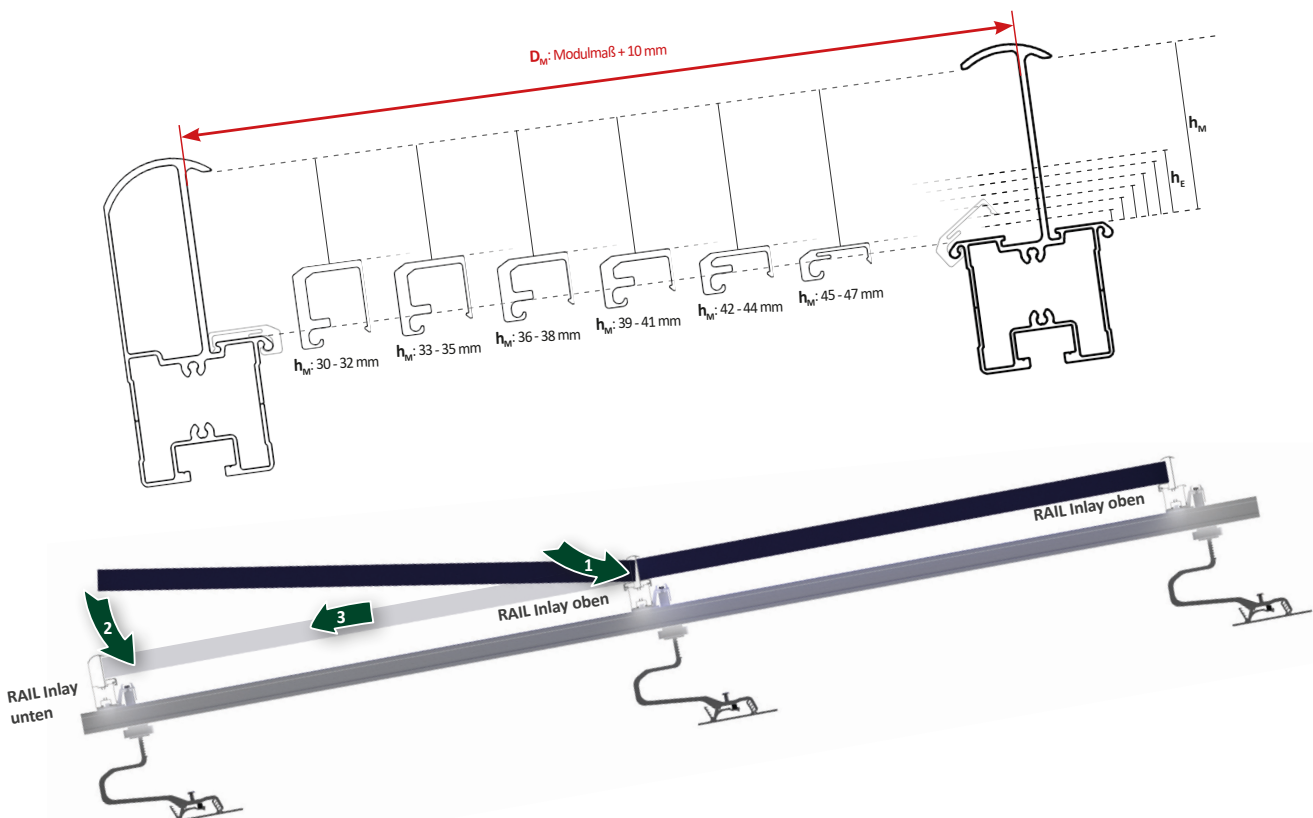 DM: Modulmaß + 10 mm
hM
hE
hM: 45 - 47 mm
hM: 42 - 44 mm
hM: 39 - 41 mm
hM: 36 - 38 mm
hM: 33 - 35 mm
hM: 30 - 32 mm
RAIL Inlay oben
1
RAIL Inlay oben
3
2
RAIL Inlay
unten